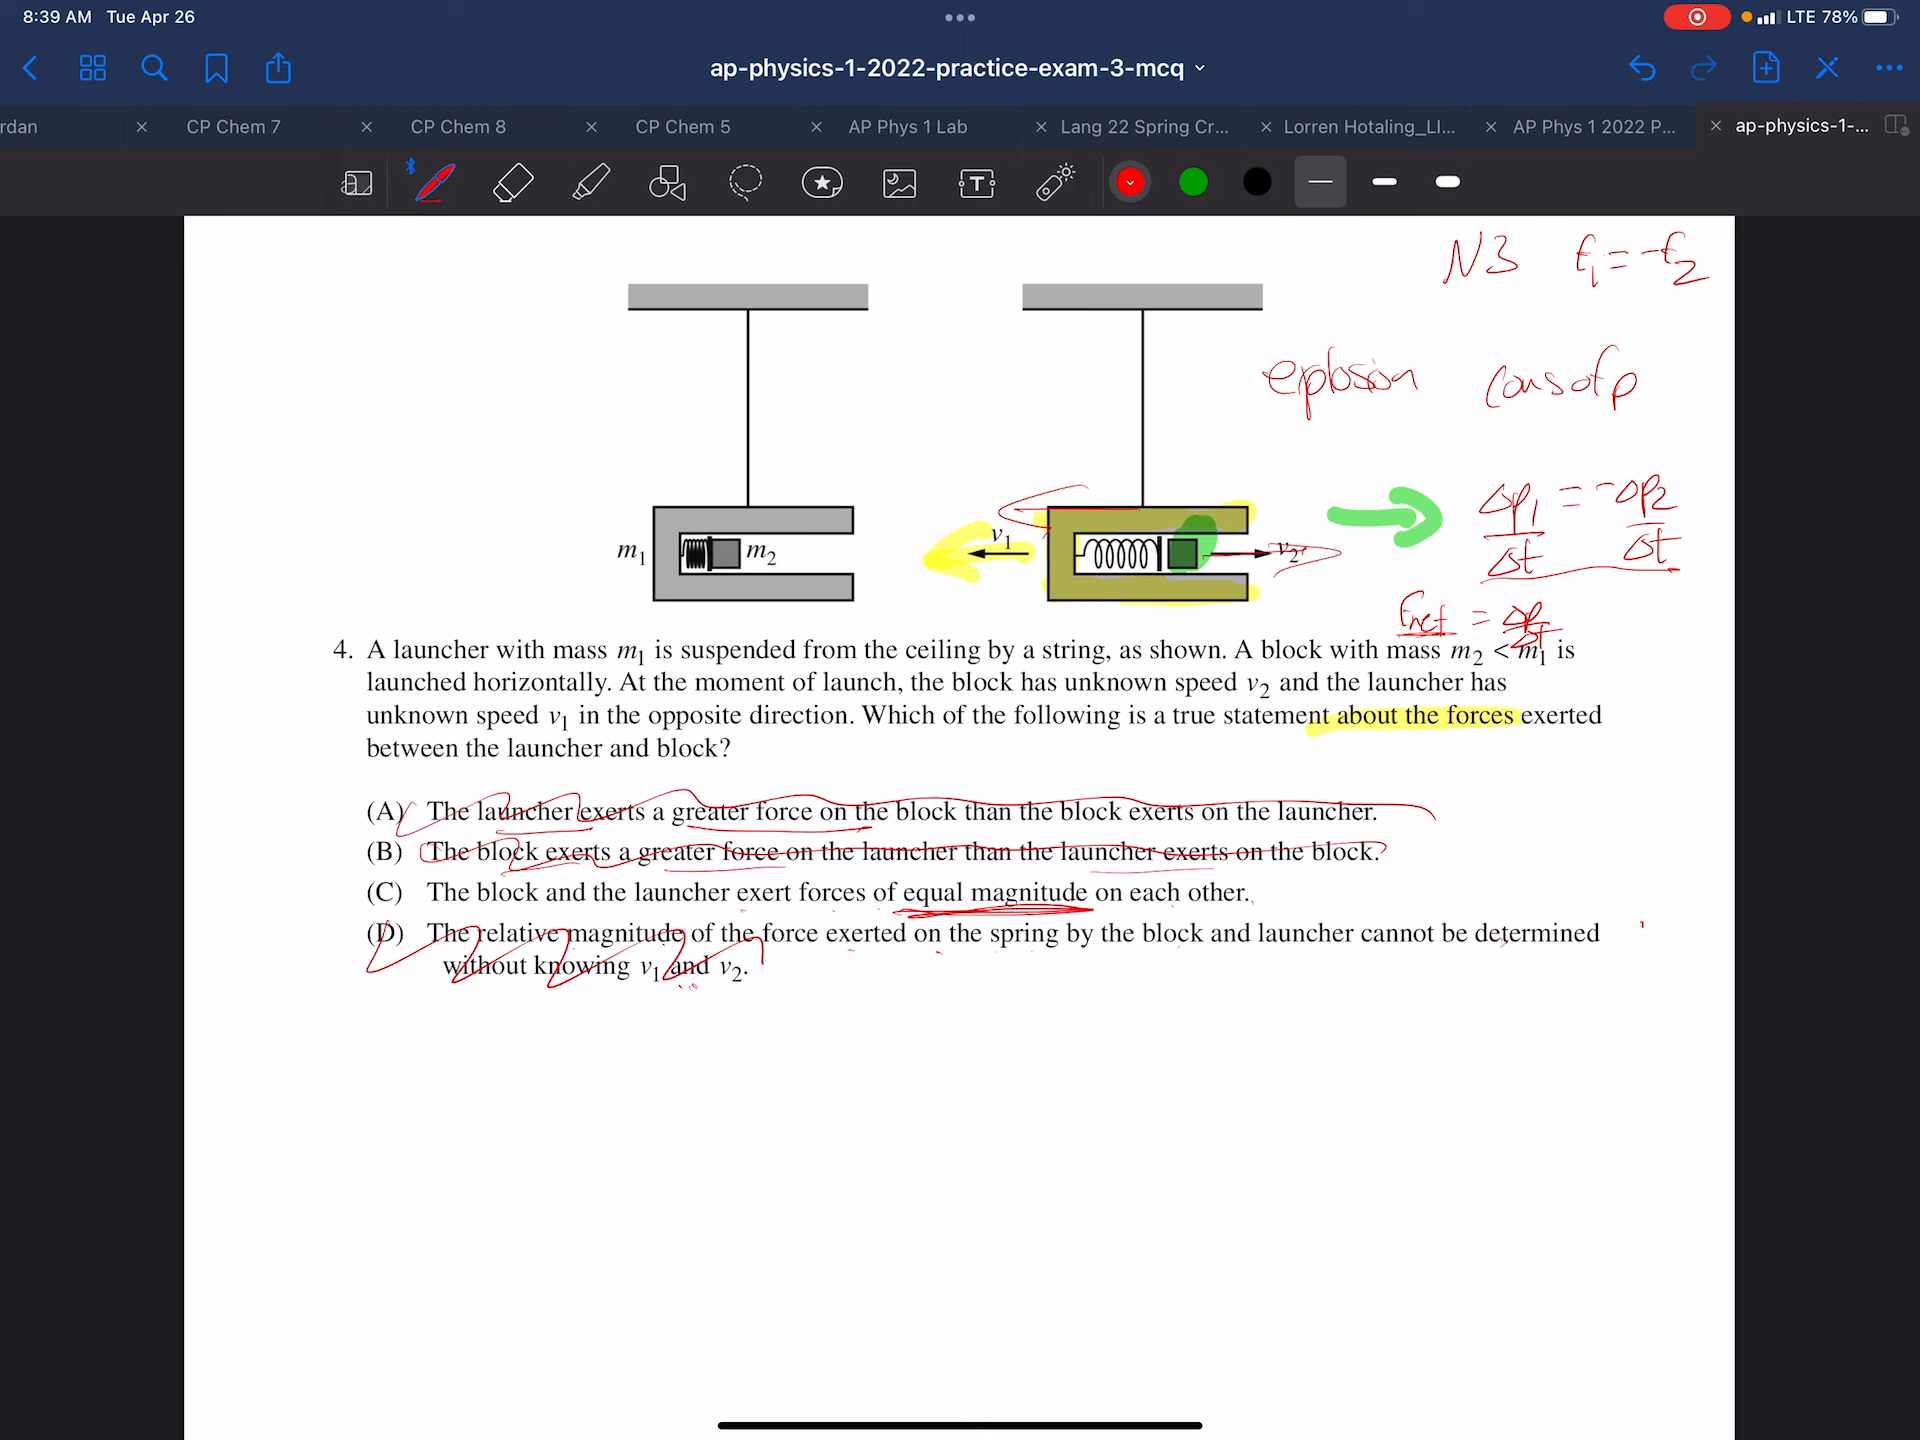 8:39 AM Tue Apr 26
LTE 78%
ap-physics-1-2022-practice-exam-3-mcq
rdan
CP Chem 7
CP Chem 8
CP Chem 5
AP Phys 1 Lab
Lang 22 Spring Cr...
Lorren Hotaling_LI...
AP Phys 1 2022 P...
ap-physics-1-...
T
N3 f₁ = -f₂
explosion cons of p
Δp₁/Δt = -Δp₂/Δt
Fnet = Δp/Δt
m₁
m₂
v₁
v₂
4. A launcher with mass m₁ is suspended from the ceiling by a string, as shown. A block with mass m₂ < m₁ is
launched horizontally. At the moment of launch, the block has unknown speed v₂ and the launcher has
unknown speed v₁ in the opposite direction. Which of the following is a true statement about the forces exerted
between the launcher and block?
(A) The launcher exerts a greater force on the block than the block exerts on the launcher.
(B) The block exerts a greater force on the launcher than the launcher exerts on the block.
(C) The block and the launcher exert forces of equal magnitude on each other.
(D) The relative magnitude of the force exerted on the spring by the block and launcher cannot be determined
without knowing v₁ and v₂.